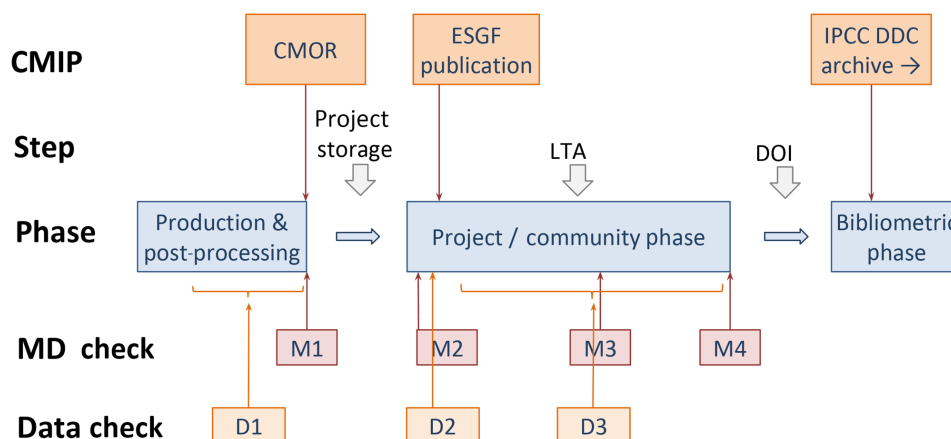 CMIP
CMOR
ESGF
publication
IPCC DDC
archive →
Step
Project
storage
LTA
DOI
Phase
Production &
post-processing
Project / community phase
Bibliometric
phase
MD check
M1
M2
M3
M4
Data check
D1
D2
D3